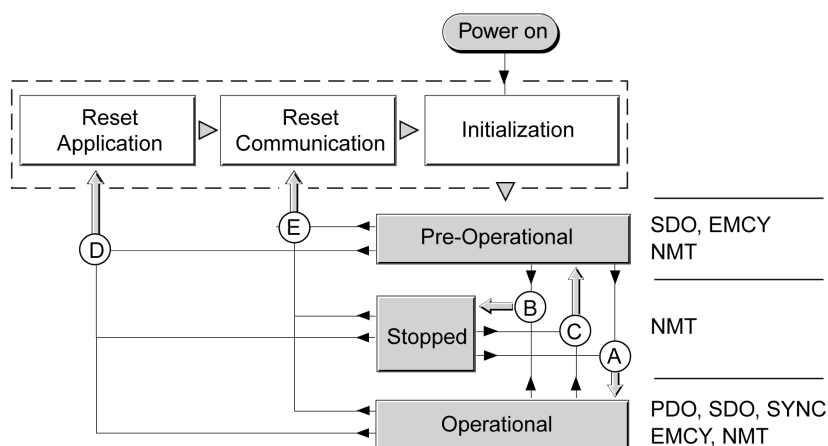 Power on
Reset
Application
Reset
Communication
Initialization
E
D
Pre-Operational
SDO, EMCY
NMT
B
Stopped
C
A
NMT
Operational
PDO, SDO, SYNC
EMCY, NMT